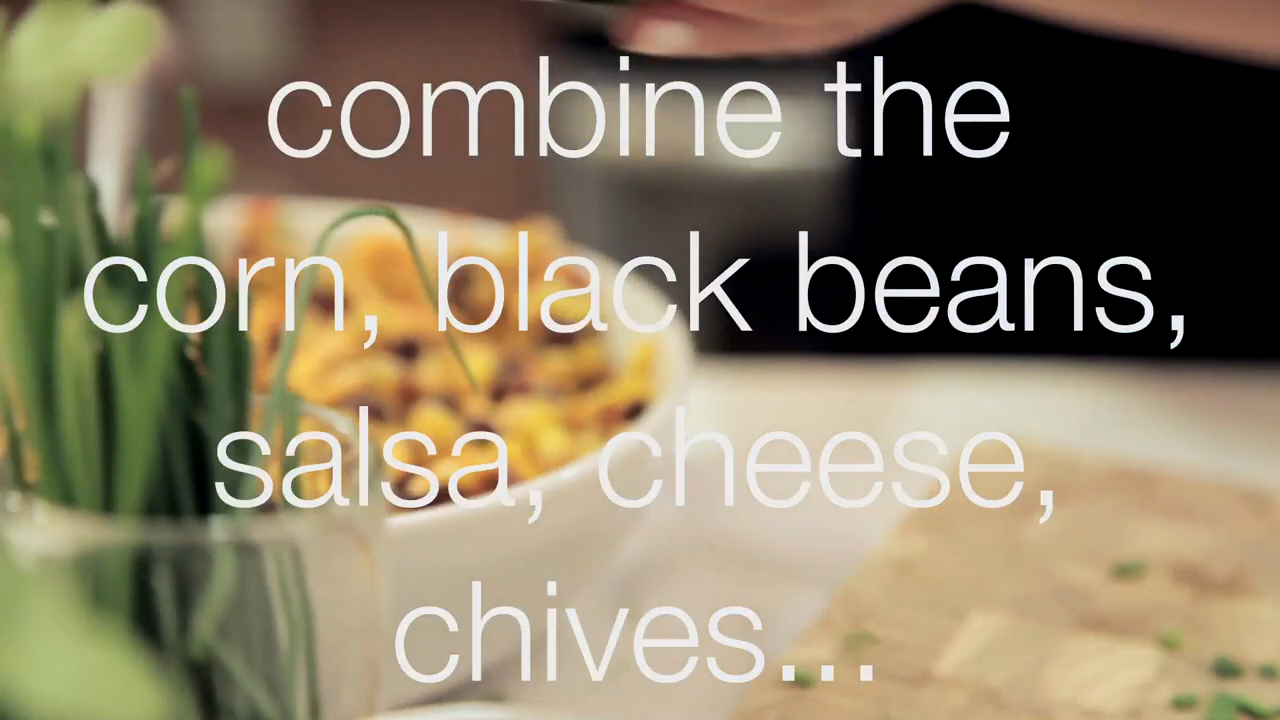 combine the
corn, black beans,
salsa, cheese,
chives...